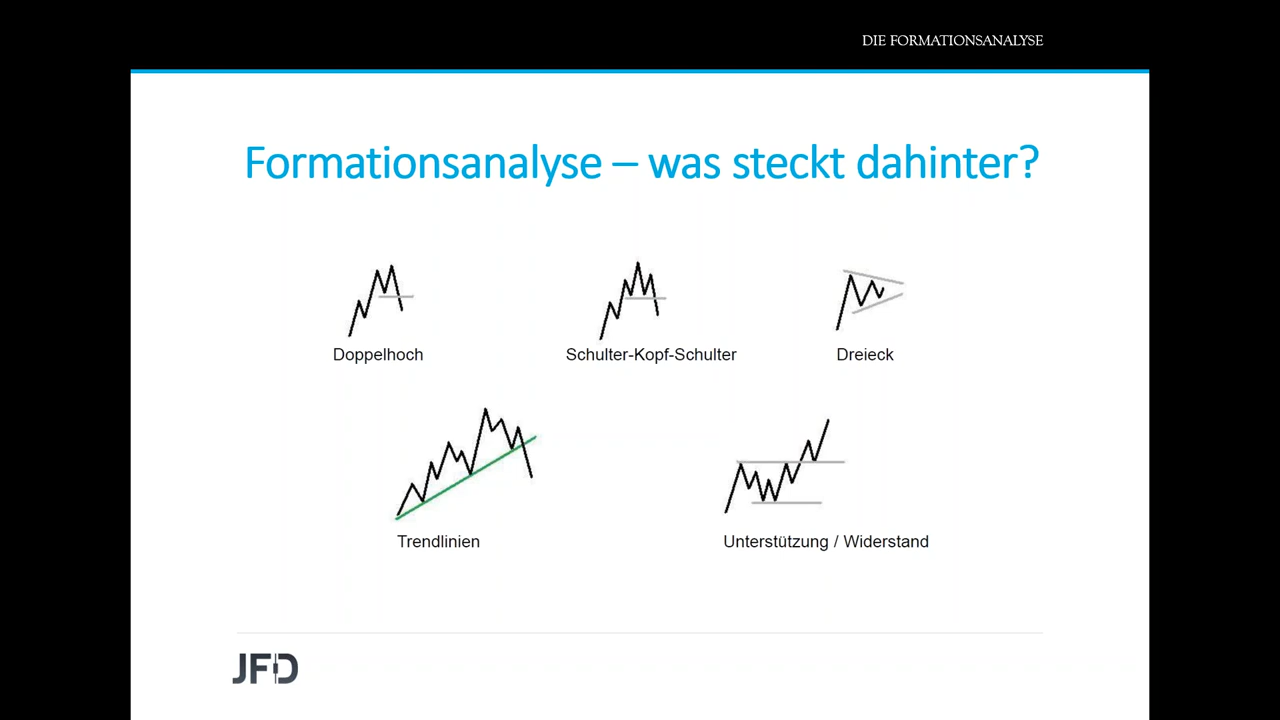 DIE FORMATIONSANALYSE
Formationsanalyse – was steckt dahinter?
Doppelhoch
Schulter-Kopf-Schulter
Dreieck
Trendlinien
Unterstützung / Widerstand
JFD